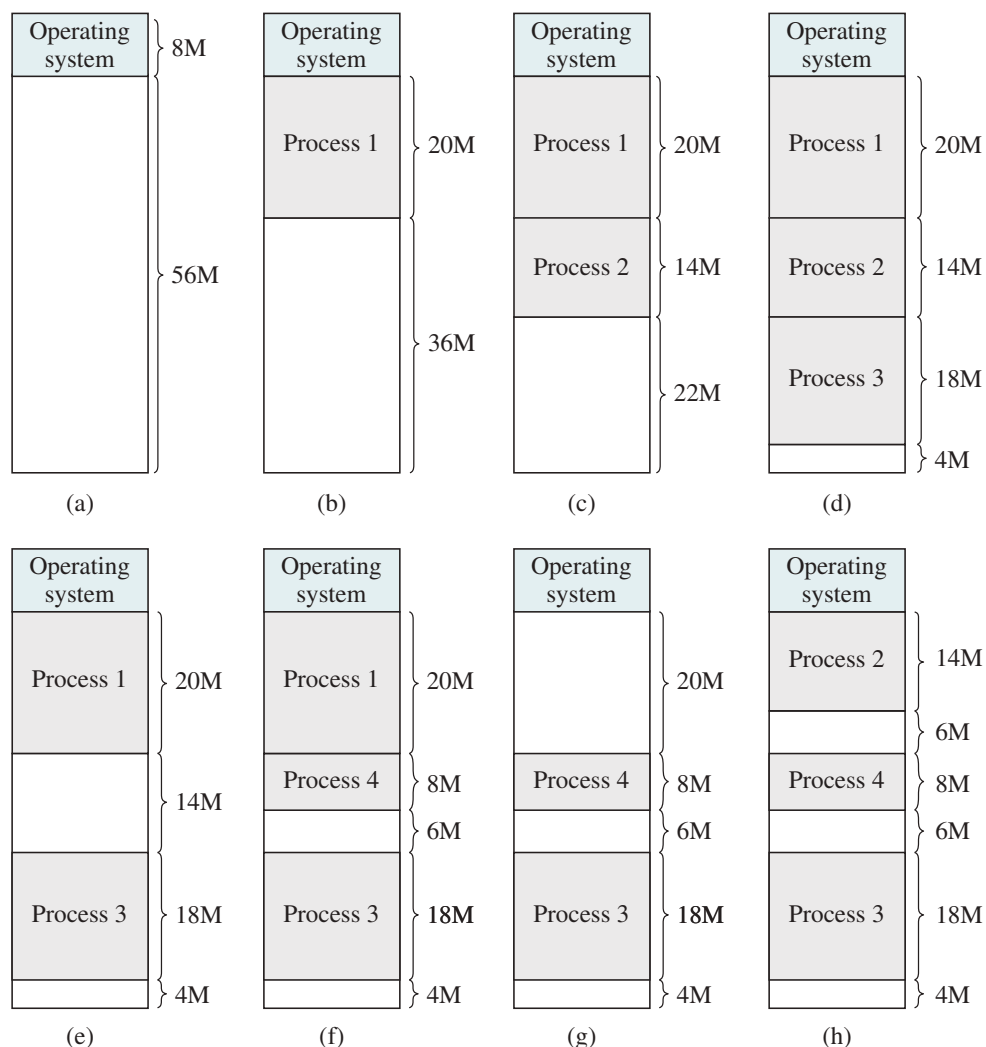 Operating
system
8M
56M
(a)
Operating
system
Process 1
20M
36M
(b)
Operating
system
Process 1
20M
Process 2
14M
22M
(c)
Operating
system
Process 1
20M
Process 2
14M
Process 3
18M
4M
(d)
Operating
system
Process 1
20M
14M
Process 3
18M
4M
(e)
Operating
system
Process 1
20M
Process 4
8M
6M
Process 3
18M
4M
(f)
Operating
system
20M
Process 4
8M
6M
Process 3
18M
4M
(g)
Operating
system
Process 2
14M
6M
Process 4
8M
6M
Process 3
18M
4M
(h)